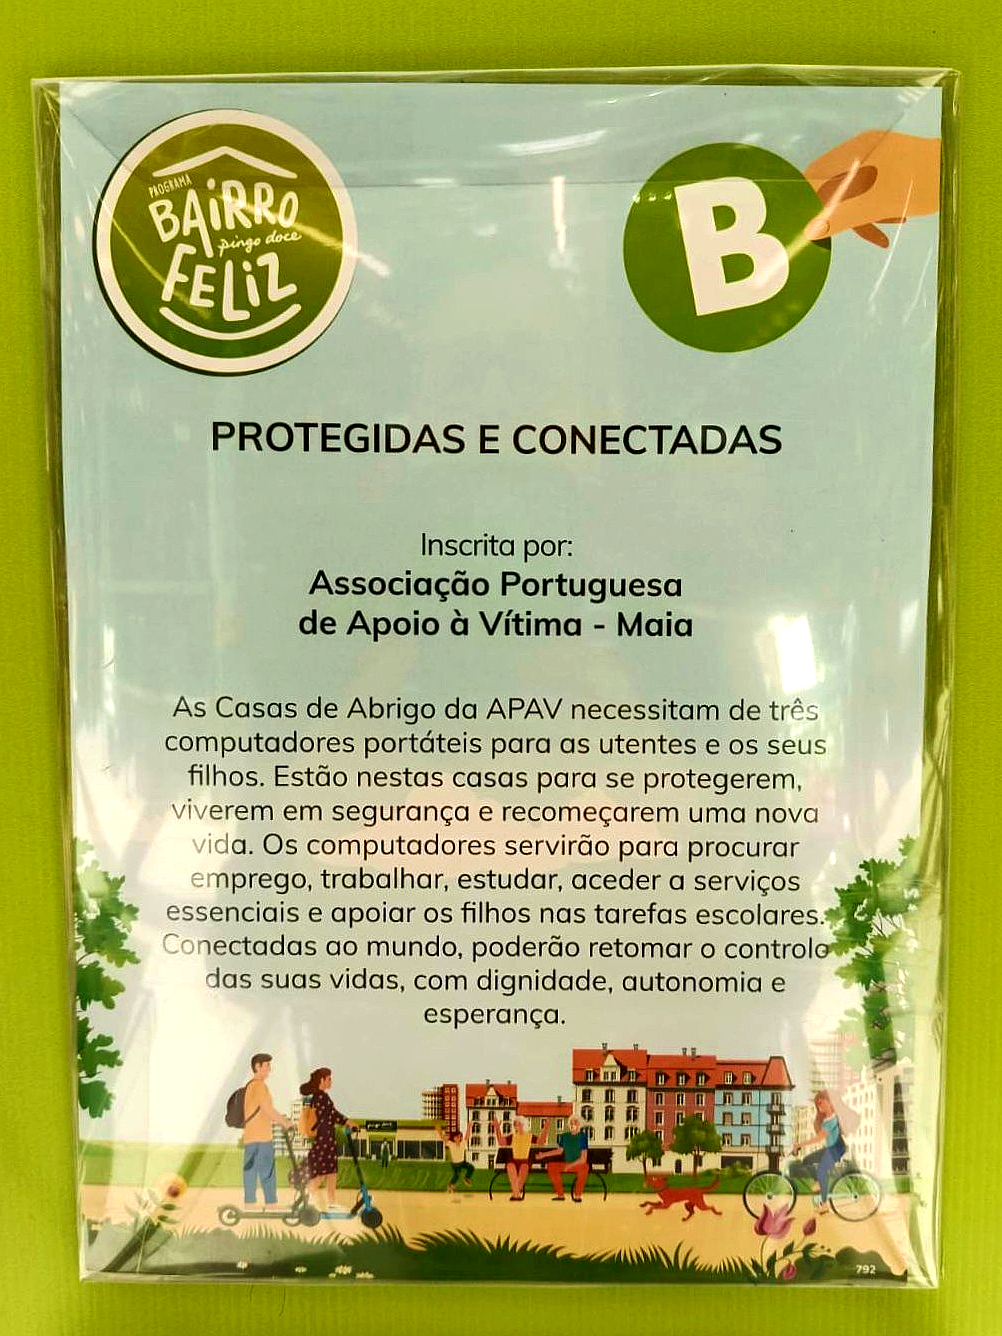 PROGRAMA
BAiRRO
pingo doce
FELiZ
B
PROTEGIDAS E CONECTADAS
Inscrita por:
Associação Portuguesa
de Apoio à Vítima - Maia
As Casas de Abrigo da APAV necessitam de três
computadores portáteis para as utentes e os seus
filhos. Estão nestas casas para se protegerem,
viverem em segurança e recomeçarem uma nova
vida. Os computadores servirão para procurar
emprego, trabalhar, estudar, aceder a serviços
essenciais e apoiar os filhos nas tarefas escolares.
Conectadas ao mundo, poderão retomar o controlo
das suas vidas, com dignidade, autonomia e
esperança.
792